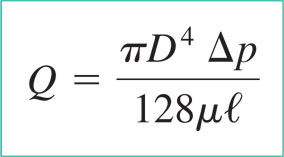 Q = πD⁴ Δp / 128μℓ